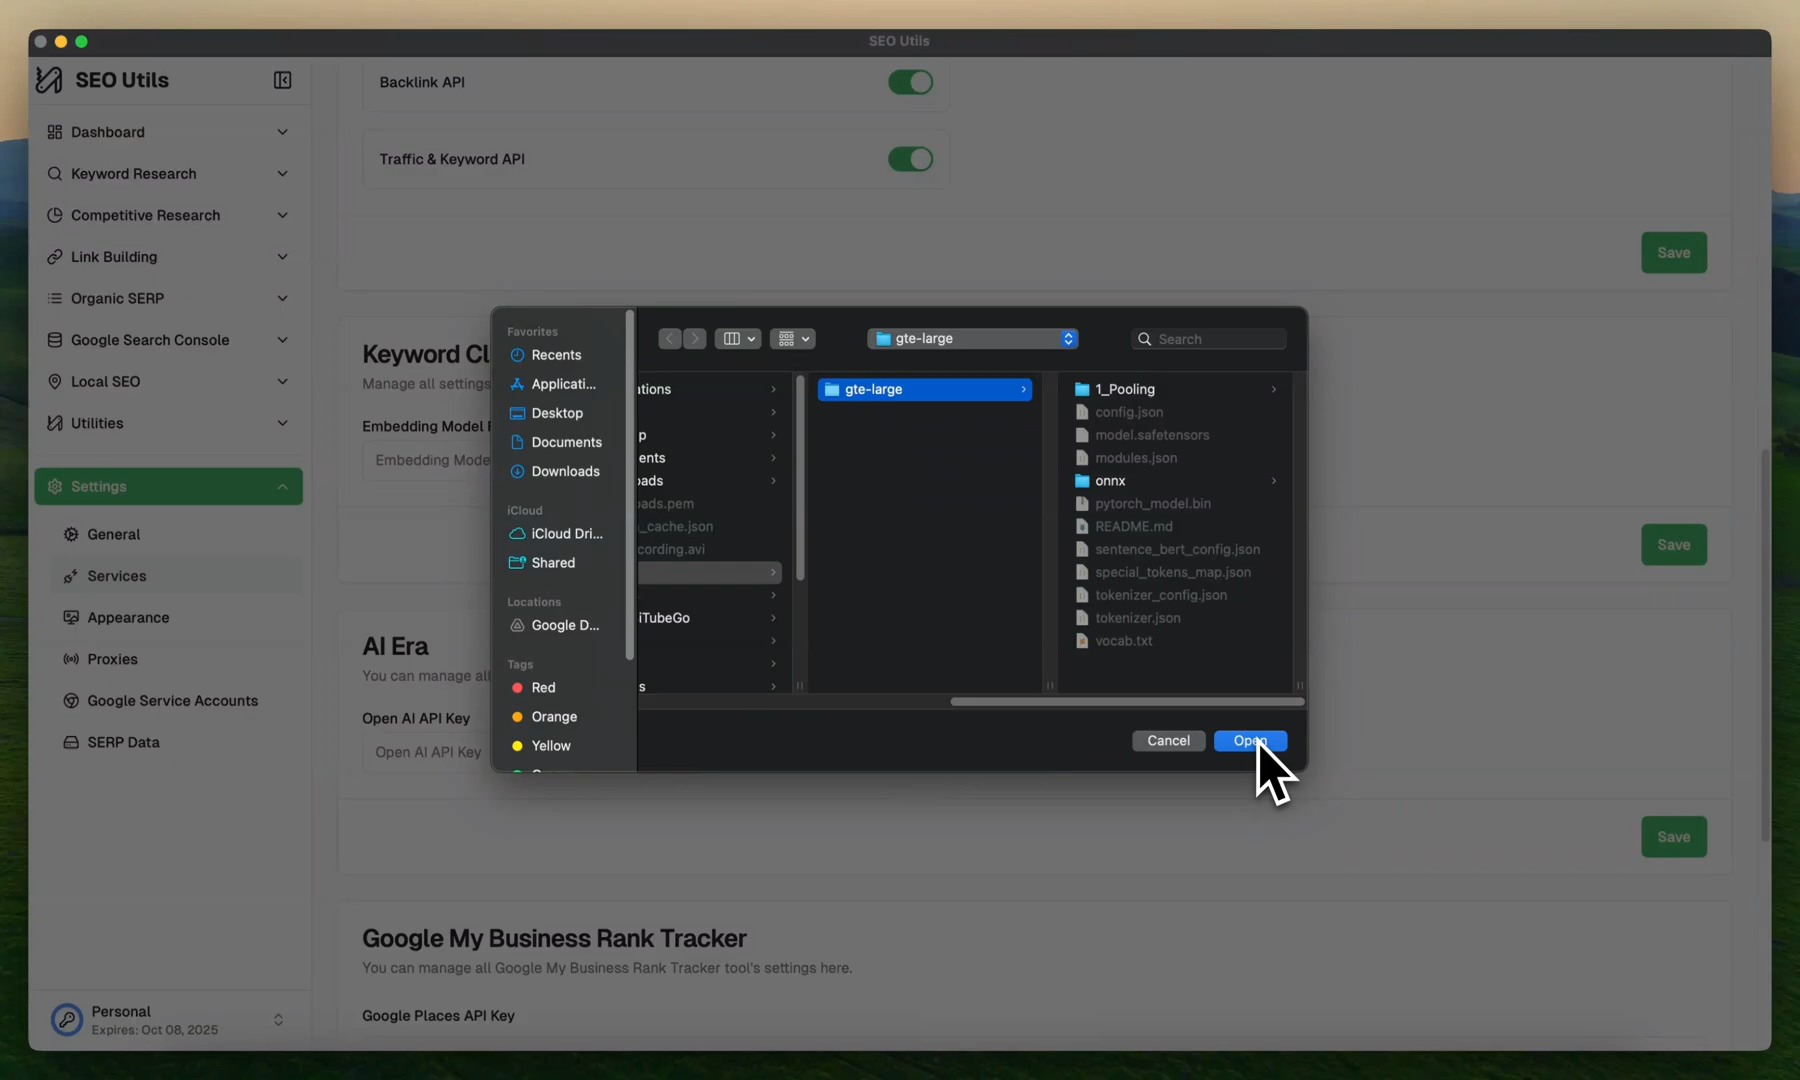 SEO Utils
SEO Utils
Dashboard
Keyword Research
Competitive Research
Link Building
Organic SERP
Google Search Console
Local SEO
Utilities
Settings
General
Services
Appearance
Proxies
Google Service Accounts
SERP Data
Personal
Expires: Oct 08, 2025
Backlink API
Traffic & Keyword API
Save
Keyword Cl
Manage all settings
Embedding Model
Embedding Mode
Save
AI Era
You can manage all
Open AI API Key
Open AI API Key
Save
Google My Business Rank Tracker
You can manage all Google My Business Rank Tracker tool's settings here.
Google Places API Key
Favorites
Recents
Applicati...
Desktop
Documents
Downloads
iCloud
iCloud Dri...
Shared
Locations
Google D...
Tags
Red
Orange
Yellow
gte-large
Search
ations
p
ents
oads
oads.pem
_cache.json
cording.avi
iTubeGo
s
gte-large
1_Pooling
config.json
model.safetensors
modules.json
onnx
pytorch_model.bin
README.md
sentence_bert_config.json
special_tokens_map.json
tokenizer_config.json
tokenizer.json
vocab.txt
Cancel
Open